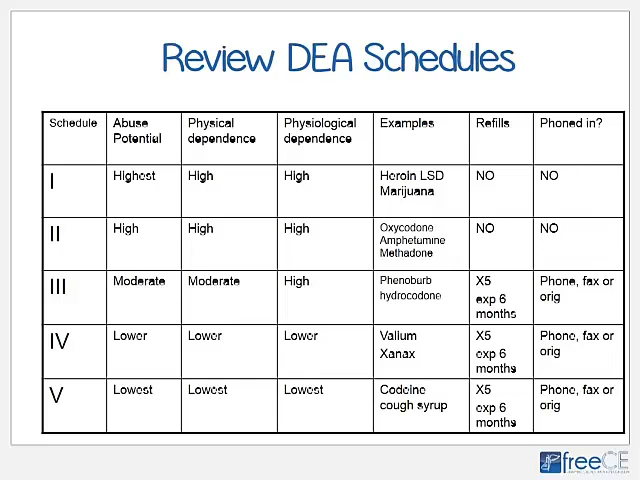 Review DEA Schedules
Schedule
Abuse
Potential
Physical
dependence
Physiological
dependence
Examples
Refills
Phoned in?
I
Highest
High
High
Heroin LSD
Marijuana
NO
NO
II
High
High
High
Oxycodone
Amphetumine
Methadone
NO
NO
III
Moderate
Moderate
High
Phenoburb
hydrocodone
X5
exp 6
months
Phone, fax or
orig
IV
Lower
Lower
Lower
Valium
Xanax
X5
exp 6
months
Phone, fax or
orig
V
Lowest
Lowest
Lowest
Codeine
cough syrup
X5
exp 6
months
Phone, fax or
orig
freeCE